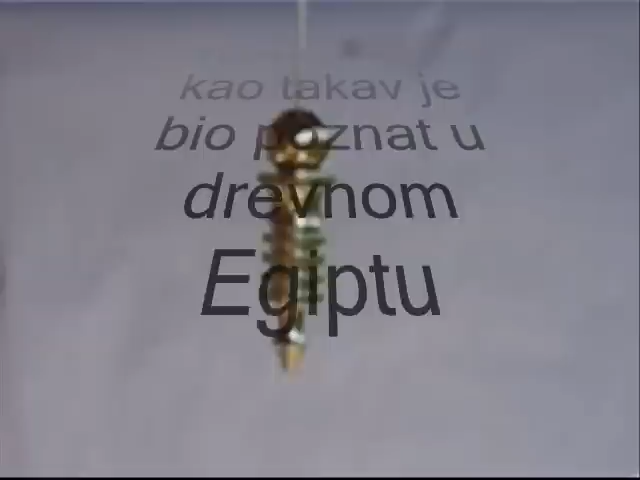 kao takav je
bio poznat u
drevnom
Egiptu